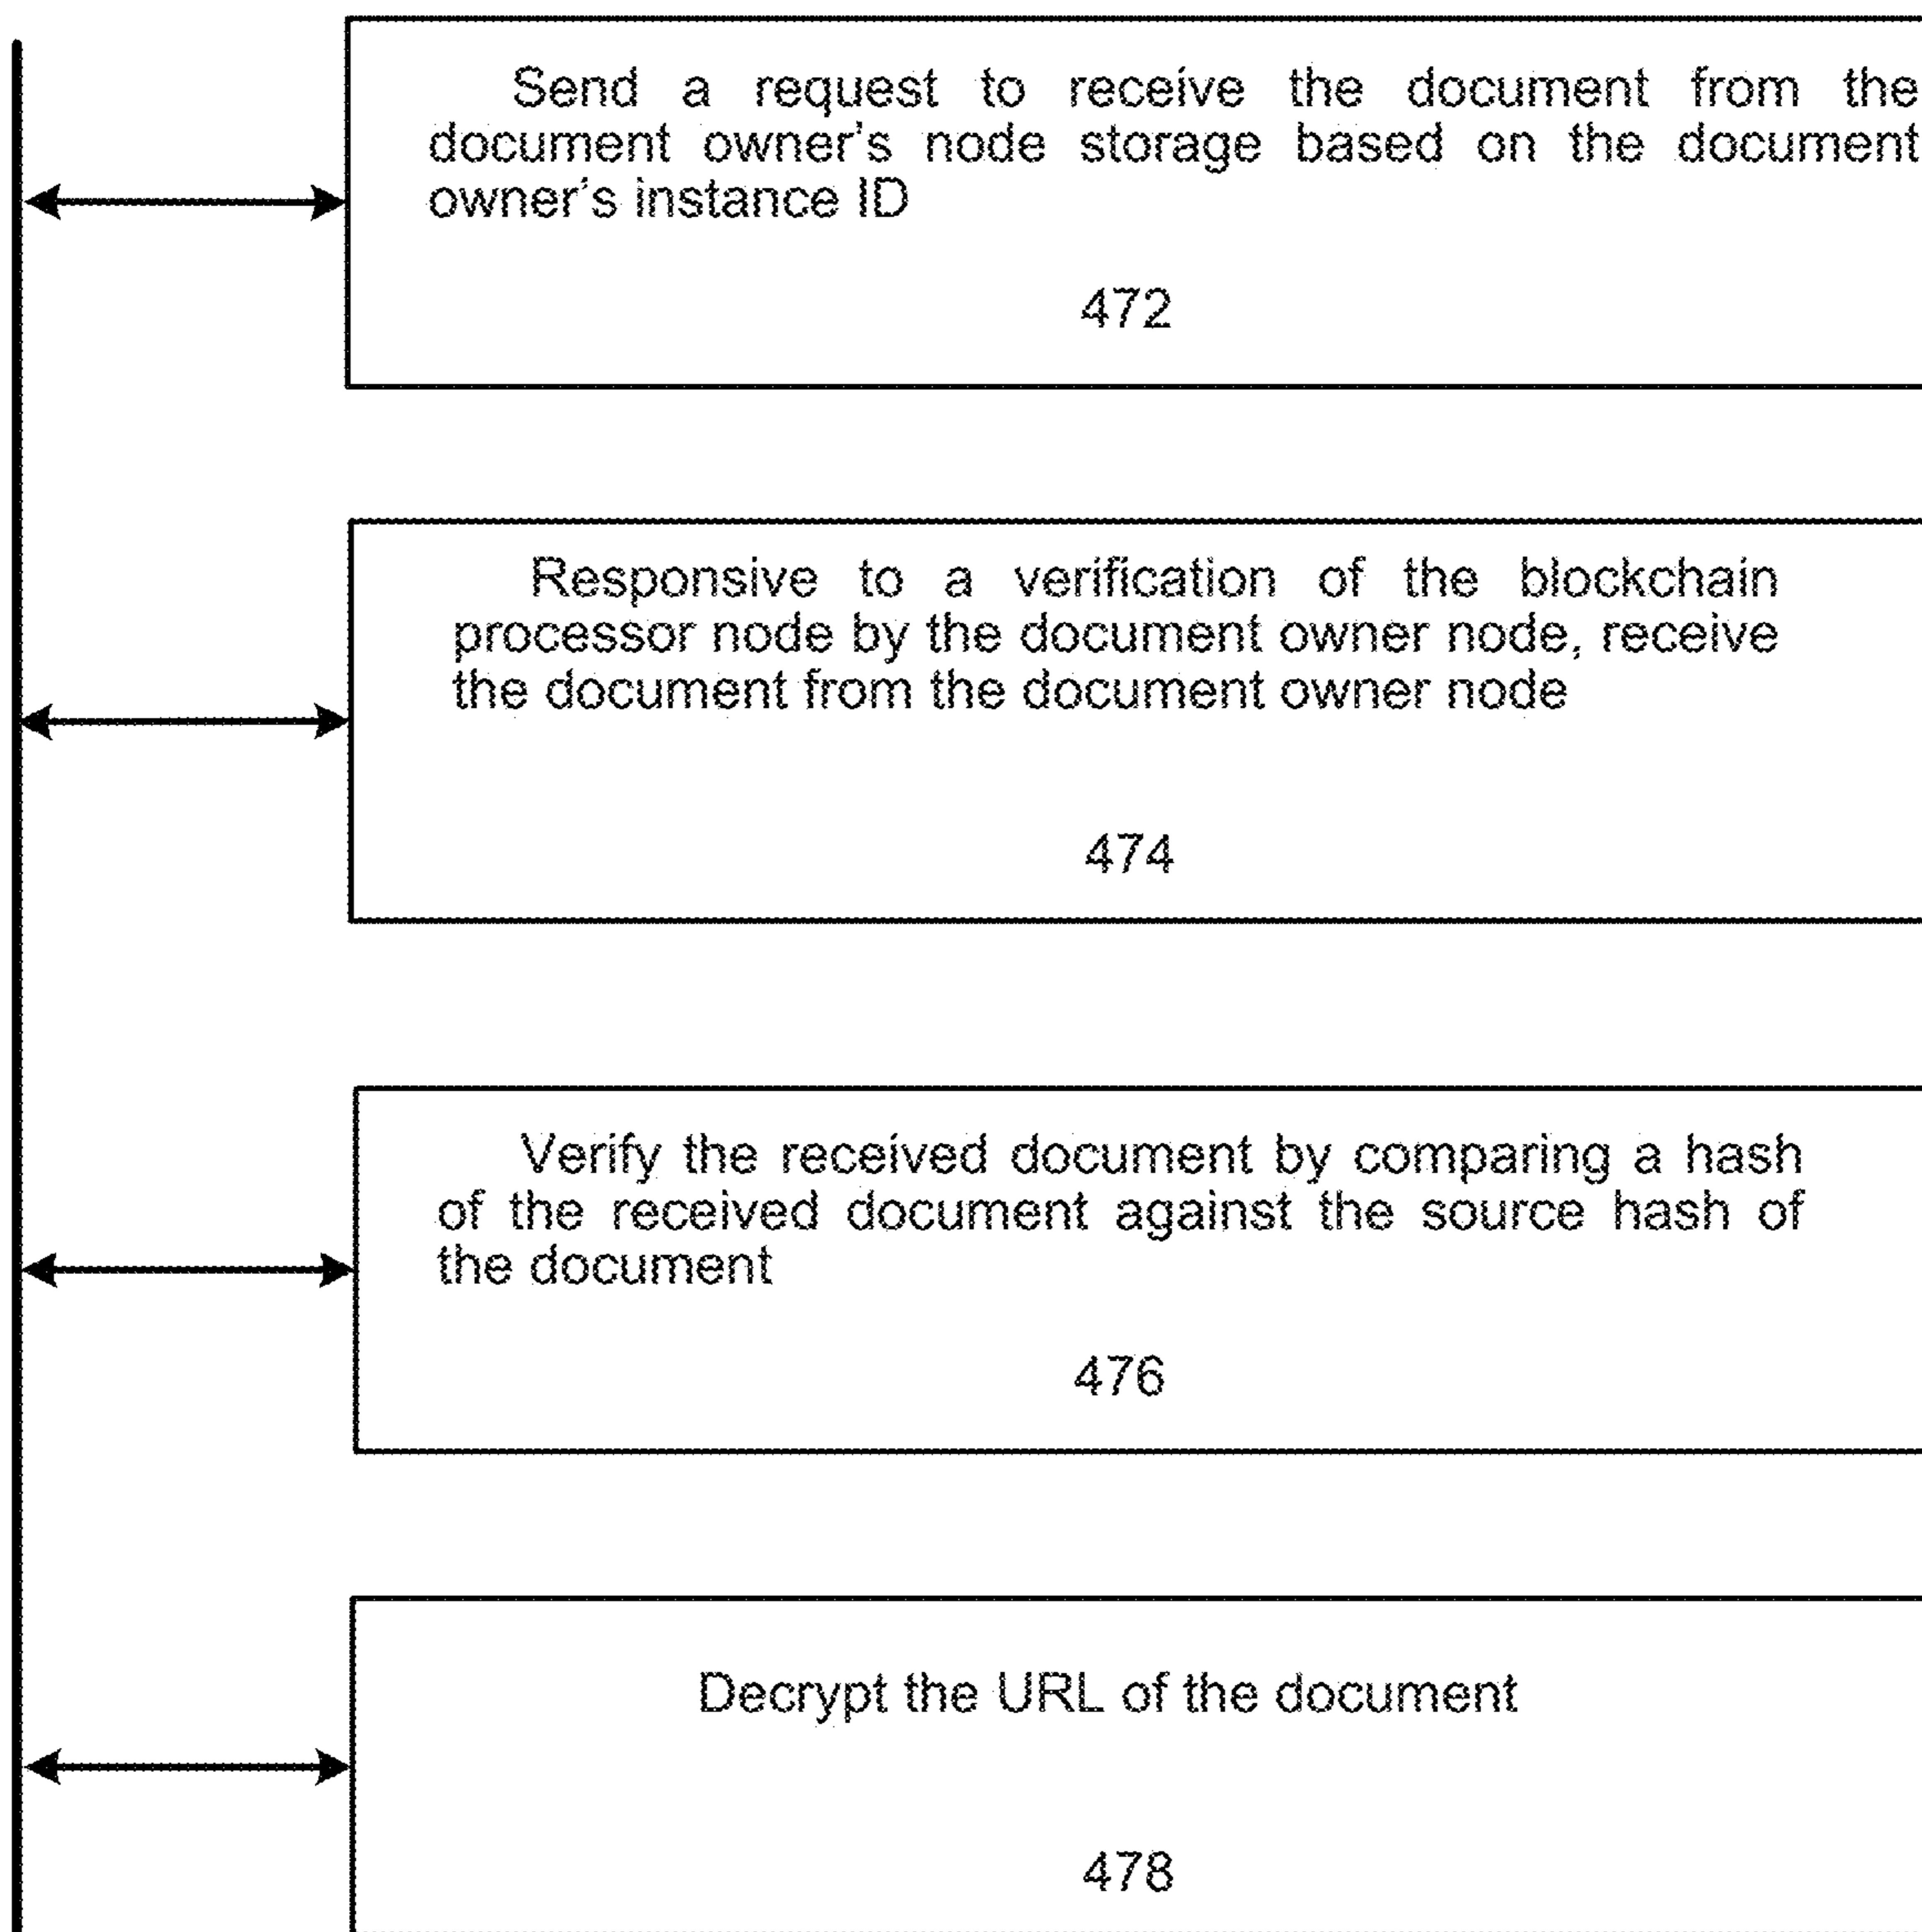 Send a request to receive the document from the
document owner's node storage based on the document
owner's instance ID
472
Responsive to a verification of the blockchain
processor node by the document owner node, receive
the document from the document owner node
474
Verify the received document by comparing a hash
of the received document against the source hash of
the document
476
Decrypt the URL of the document
478